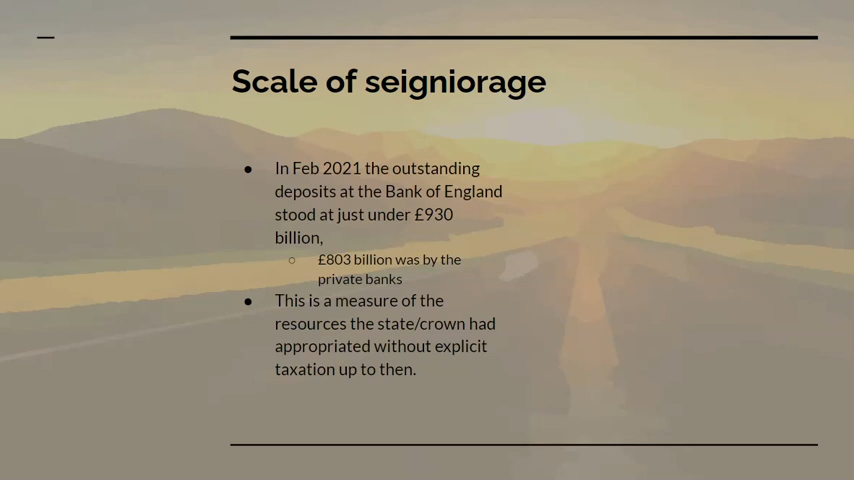 Scale of seigniorage
● In Feb 2021 the outstanding
deposits at the Bank of England
stood at just under £930
billion,
○ £803 billion was by the
private banks
● This is a measure of the
resources the state/crown had
appropriated without explicit
taxation up to then.